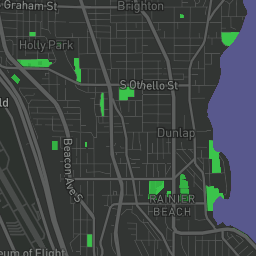 Graham St
Brighton
Holly Park
S Othello St
Dunlap
Beacon Ave S
RAINIER
BEACH
eum of Flight